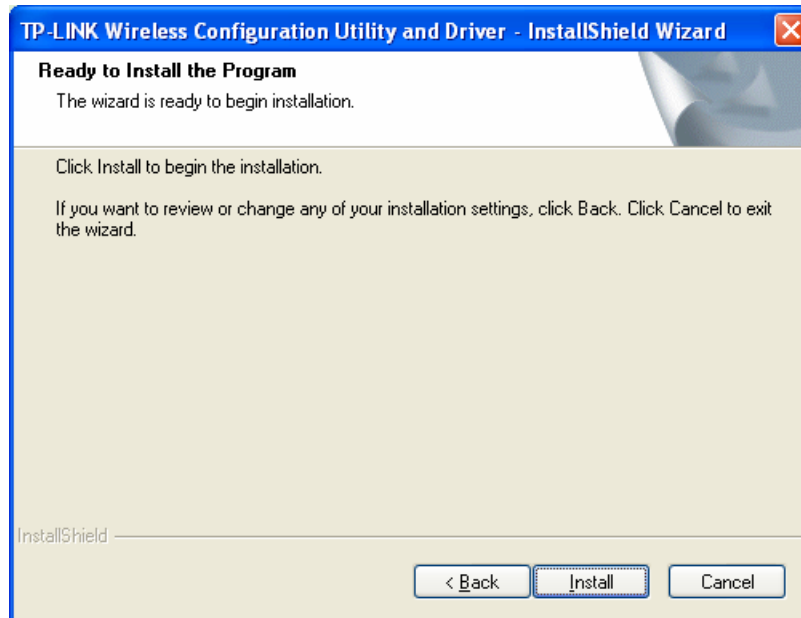 TP-LINK Wireless Configuration Utility and Driver - InstallShield Wizard
Ready to Install the Program
The wizard is ready to begin installation.
Click Install to begin the installation.
If you want to review or change any of your installation settings, click Back. Click Cancel to exit
the wizard.
InstallShield
< Back Install Cancel